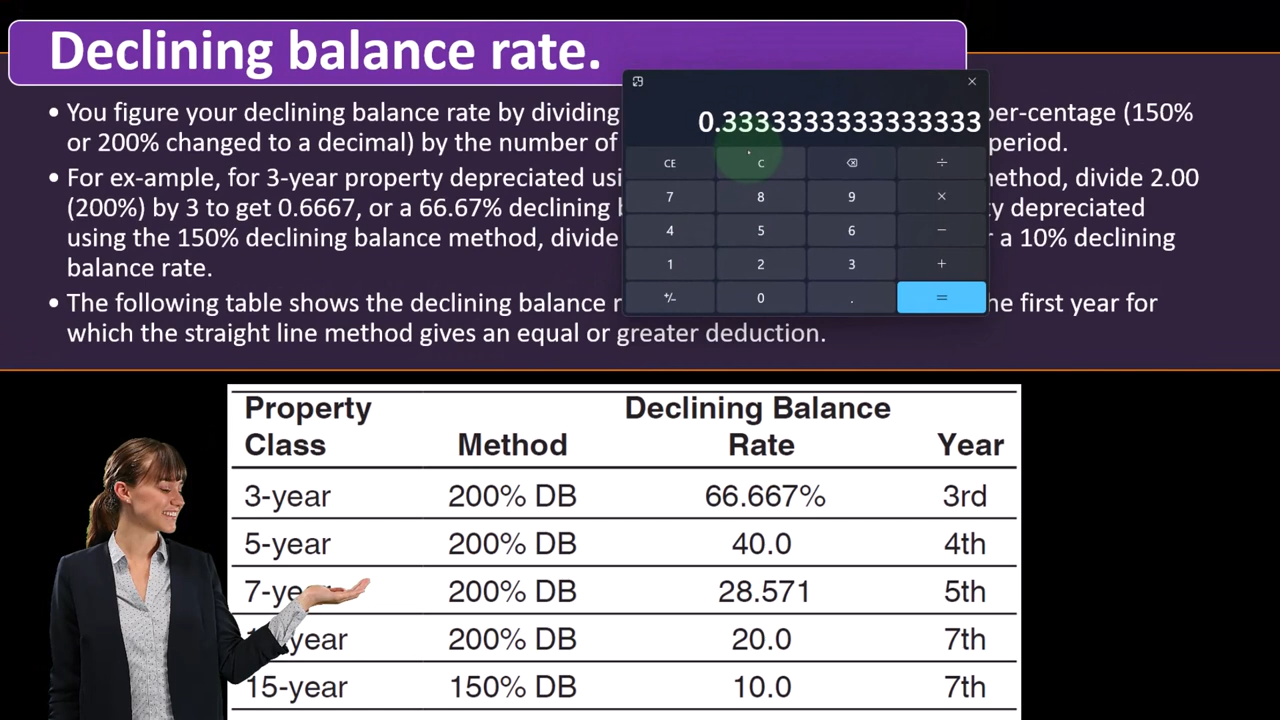 Declining balance rate.
• You figure your declining balance rate by dividing per-centage (150%
or 200% changed to a decimal) by the number of period.
• For ex-ample, for 3-year property depreciated ethod, divide 2.00
(200%) by 3 to get 0.6667, or a 66.67% declining depreciated
using the 150% declining balance method, divide a 10% declining
balance rate.
• The following table shows the declining balance first year for
which the straight line method gives an equal or greater deduction.
0.3333333333333333
CE C ⌫ ÷
7 8 9 ×
4 5 6 −
1 2 3 +
+/− 0 . =
Property Class Method Declining Balance Rate Year
3-year 200% DB 66.667% 3rd
5-year 200% DB 40.0 4th
7-year 200% DB 28.571 5th
year 200% DB 20.0 7th
15-year 150% DB 10.0 7th